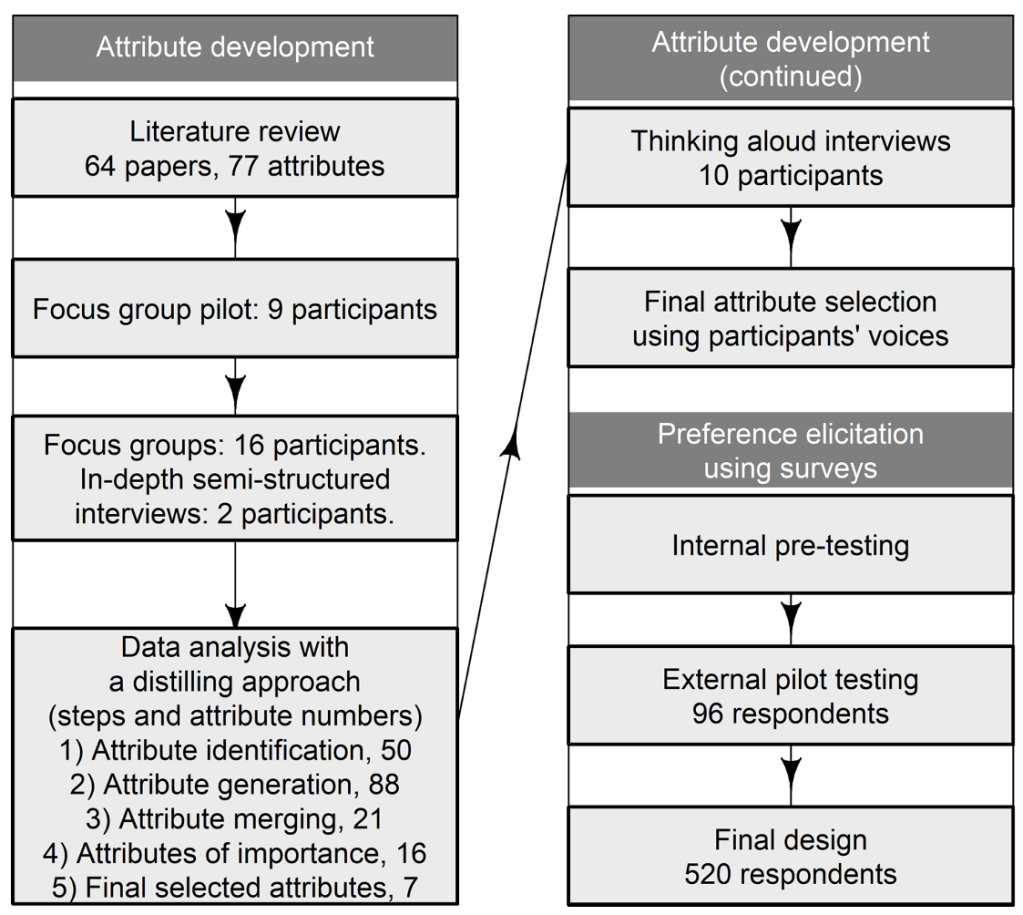 Attribute development
Literature review
64 papers, 77 attributes
Focus group pilot: 9 participants
Focus groups: 16 participants.
In-depth semi-structured
interviews: 2 participants.
Data analysis with
a distilling approach
(steps and attribute numbers)
1) Attribute identification, 50
2) Attribute generation, 88
3) Attribute merging, 21
4) Attributes of importance, 16
5) Final selected attributes, 7
Attribute development
(continued)
Thinking aloud interviews
10 participants
Final attribute selection
using participants' voices
Preference elicitation
using surveys
Internal pre-testing
External pilot testing
96 respondents
Final design
520 respondents